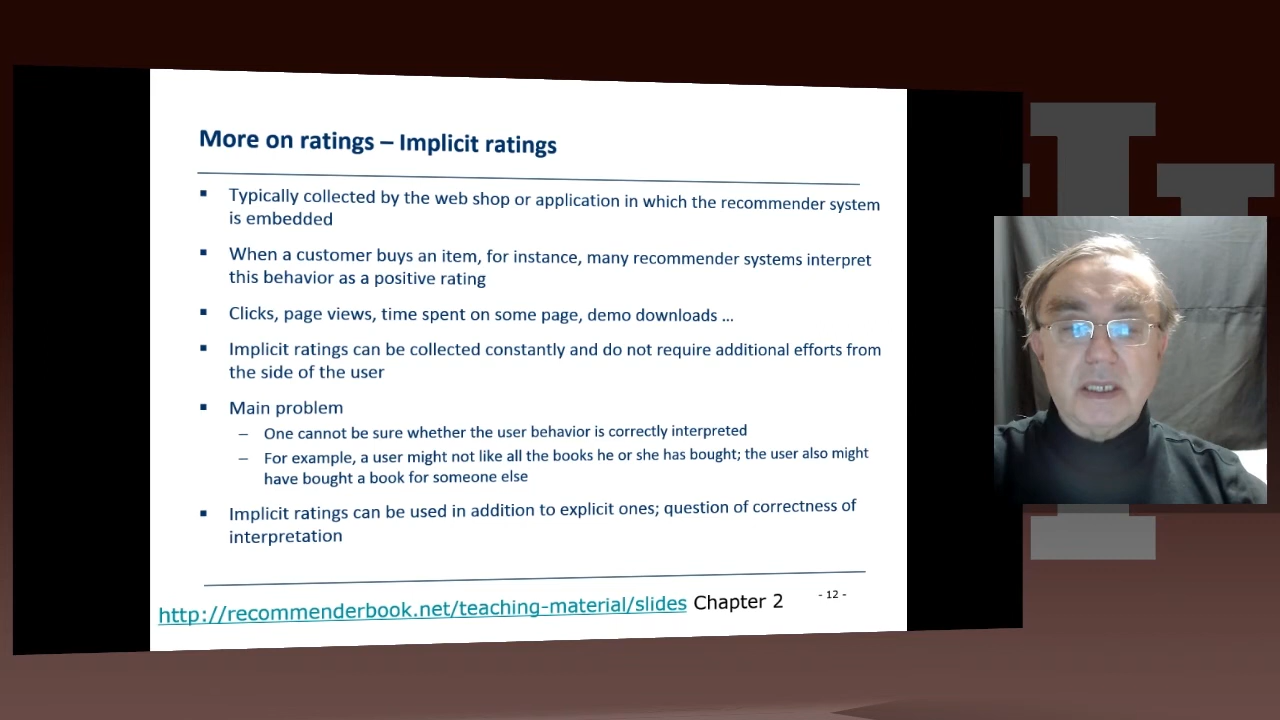 More on ratings – Implicit ratings
▪ Typically collected by the web shop or application in which the recommender system
is embedded
▪ When a customer buys an item, for instance, many recommender systems interpret
this behavior as a positive rating
▪ Clicks, page views, time spent on some page, demo downloads …
▪ Implicit ratings can be collected constantly and do not require additional efforts from
the side of the user
▪ Main problem
– One cannot be sure whether the user behavior is correctly interpreted
– For example, a user might not like all the books he or she has bought; the user also might
have bought a book for someone else
▪ Implicit ratings can be used in addition to explicit ones; question of correctness of
interpretation
http://recommenderbook.net/teaching-material/slides Chapter 2
- 12 -